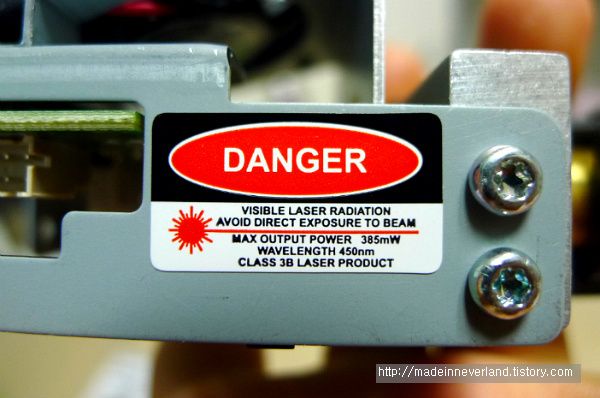 DANGER
VISIBLE LASER RADIATION
AVOID DIRECT EXPOSURE TO BEAM
MAX OUTPUT POWER 385mW
WAVELENGTH 450nm
CLASS 3B LASER PRODUCT
http://madeinneverland.tistory.com